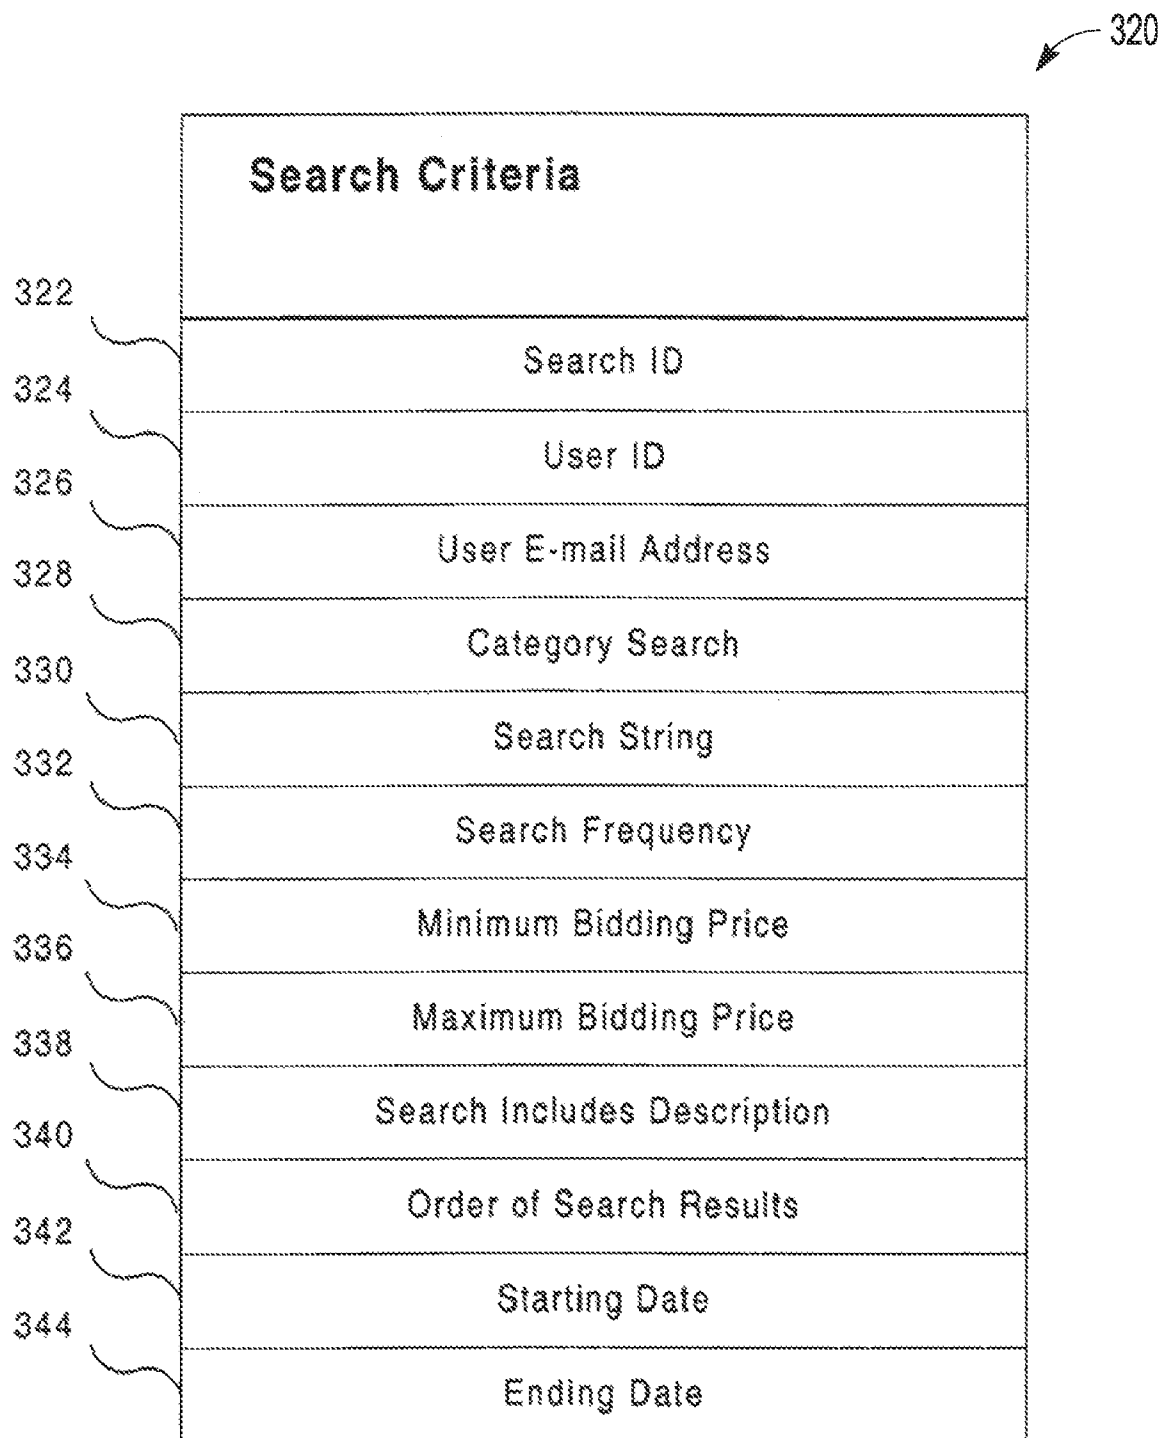 320
Search Criteria
322
Search ID
324
User ID
326
User E-mail Address
328
Category Search
330
Search String
332
Search Frequency
334
Minimum Bidding Price
336
Maximum Bidding Price
338
Search Includes Description
340
Order of Search Results
342
Starting Date
344
Ending Date